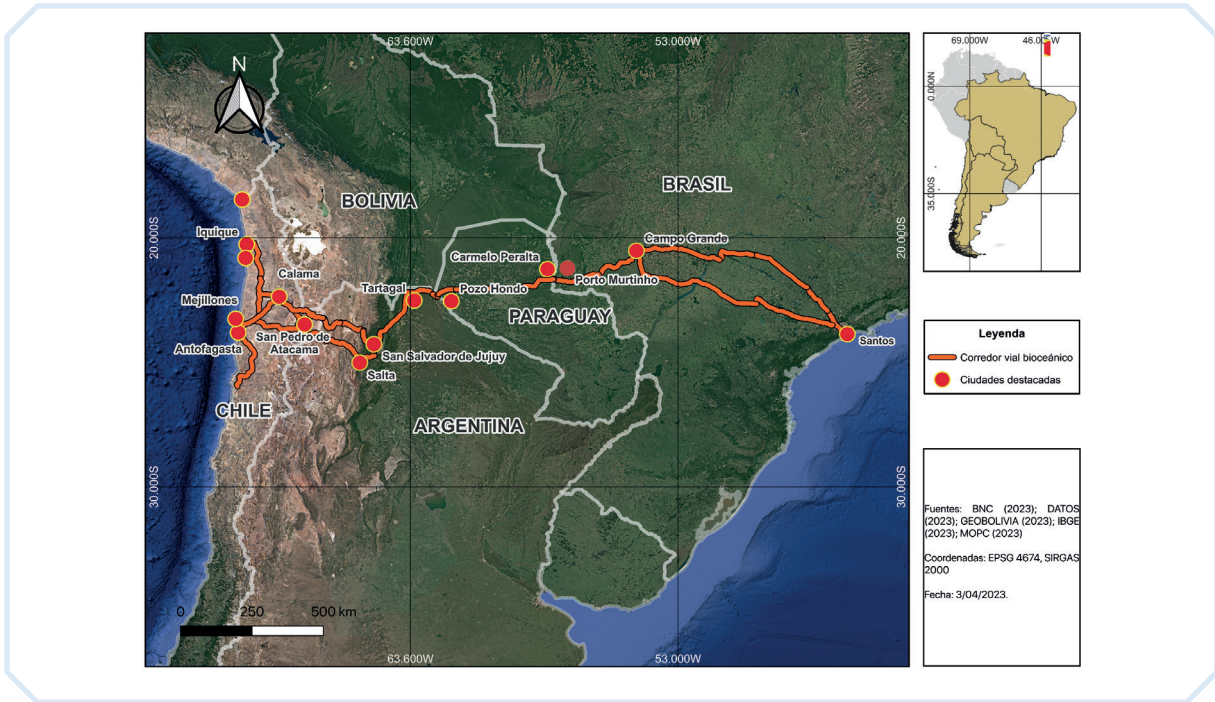 63.600W
53.000W
N
BOLIVIA
BRASIL
20.000S
20.000S
Iquique
Campo Grande
Carmelo Peralta
Calama
Porto Murtinho
Tartagal
Pozo Hondo
Mejillones
PARAGUAY
San Pedro de
Atacama
Antofagasta
San Salvador de Jujuy
Santos
Salta
CHILE
ARGENTINA
30.000S
30.000S
0
250
500 km
63.600W
53.000W
69.000W
46.000W
0.000N
35.000S
Leyenda
Corredor vial bioceánico
Ciudades destacadas
Fuentes: BNC (2023); DATOS
(2023); GEOBOLIVIA (2023); IBGE
(2023); MOPC (2023)
Coordenadas: EPSG 4674, SIRGAS
2000
Fecha: 3/04/2023.